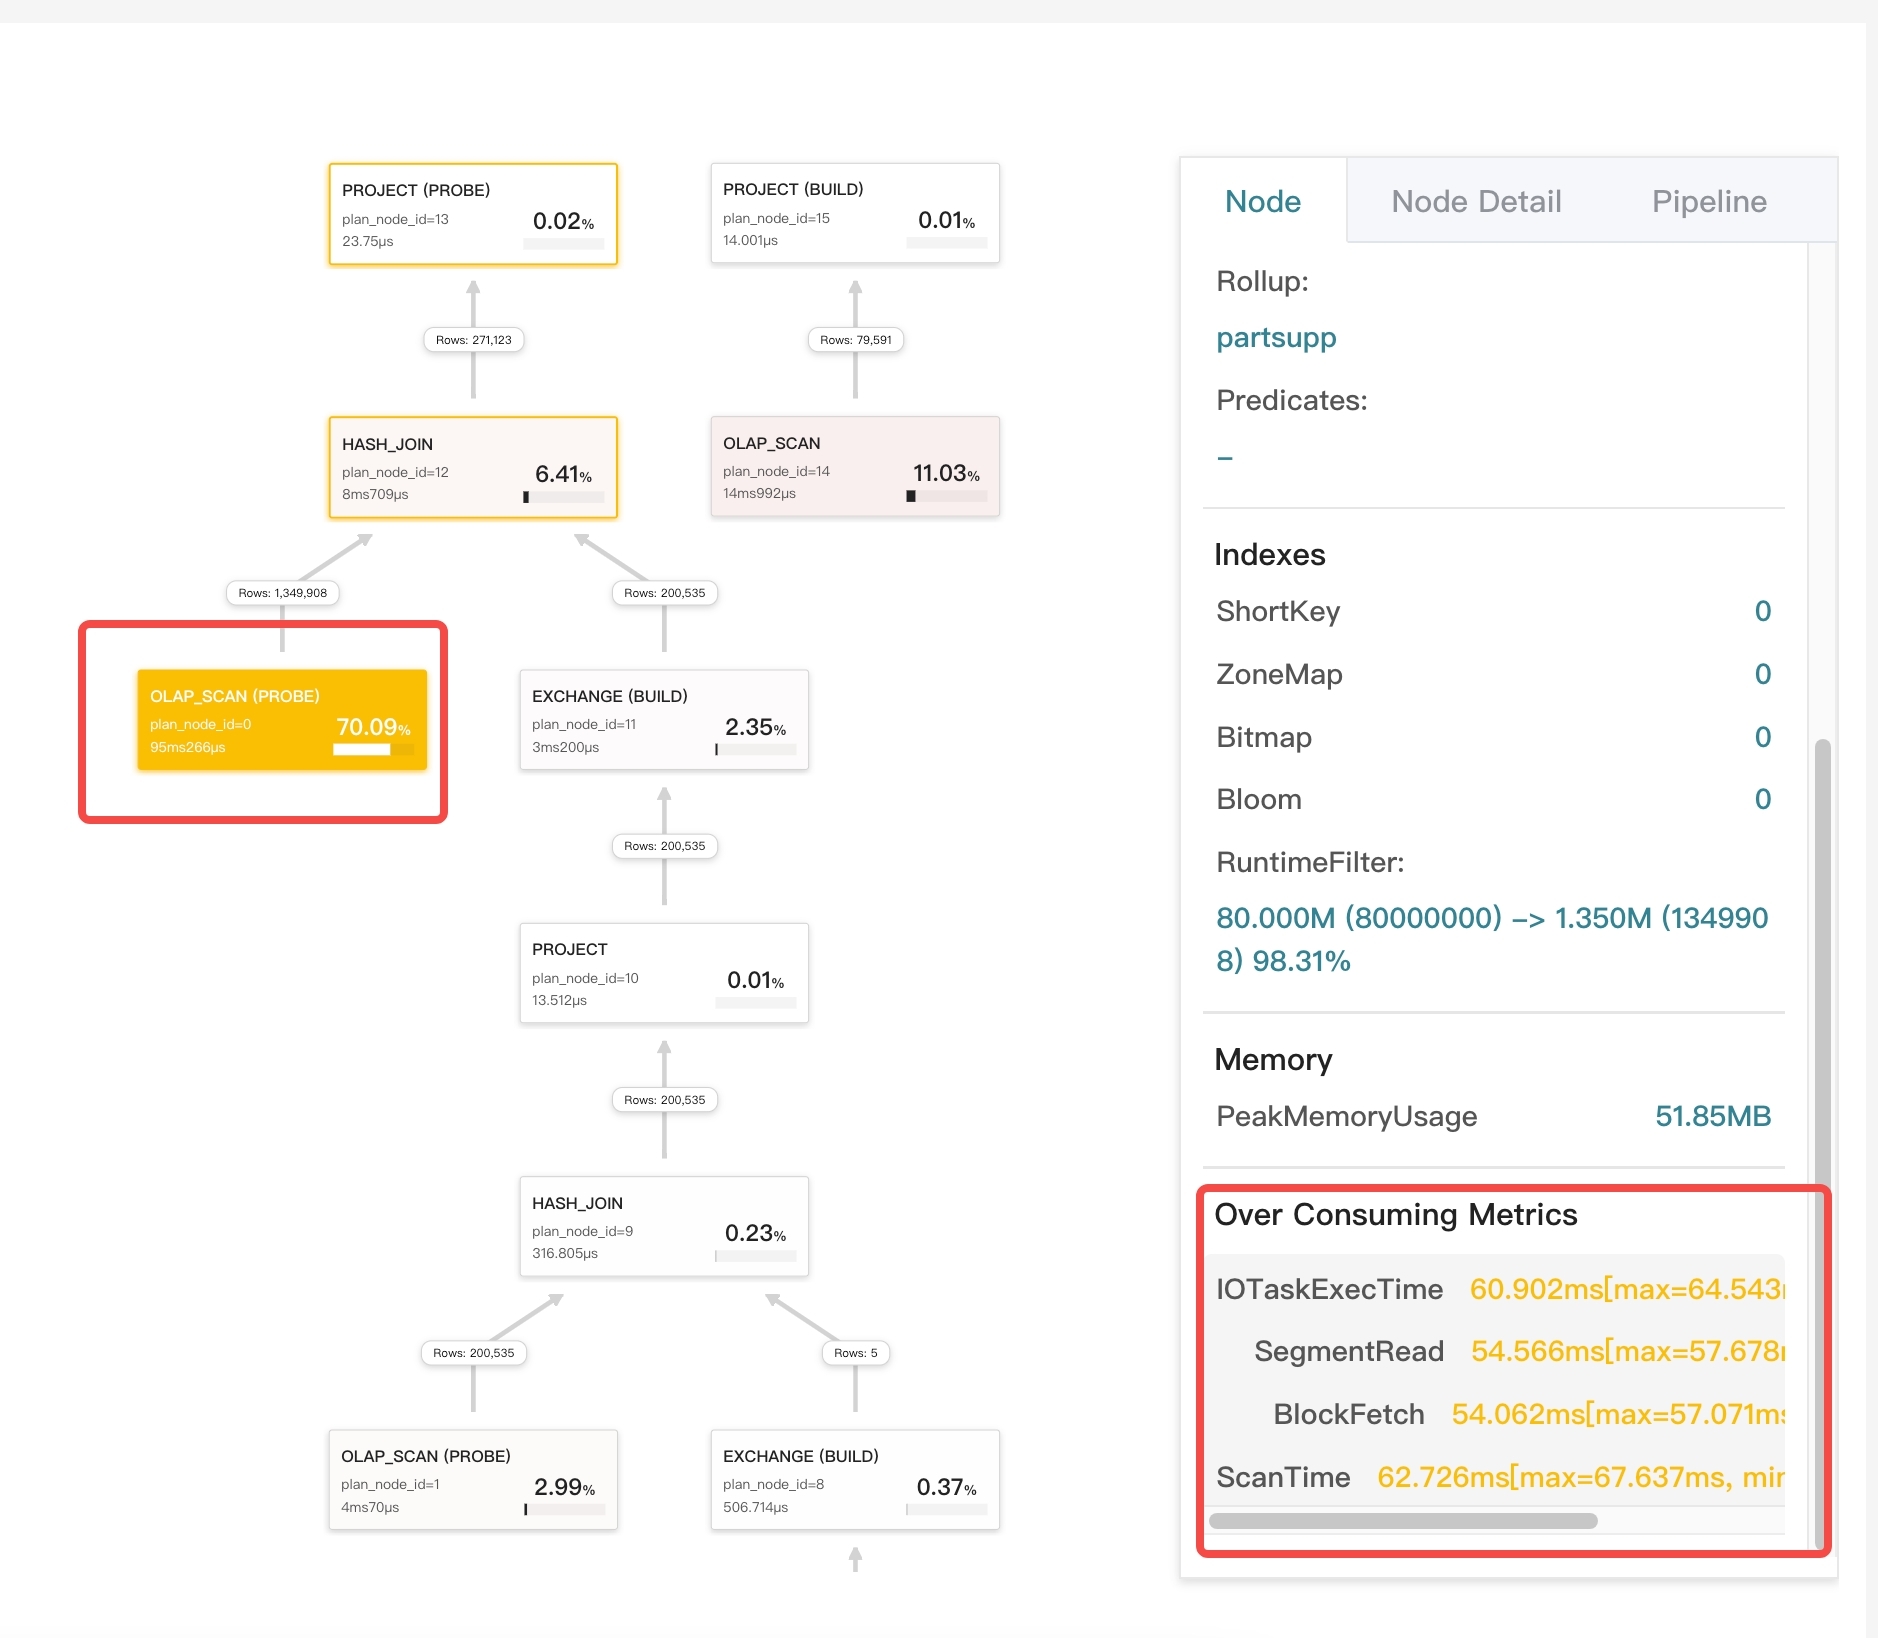 PROJECT (PROBE)
plan_node_id=13
0.02%
23.75μs
PROJECT (BUILD)
plan_node_id=15
0.01%
14.001μs
Rows: 271,123
Rows: 79,591
HASH_JOIN
plan_node_id=12
6.41%
8ms709μs
OLAP_SCAN
plan_node_id=14
11.03%
14ms992μs
Rows: 1,349,908
Rows: 200,535
OLAP_SCAN (PROBE)
plan_node_id=0
70.09%
95ms266μs
EXCHANGE (BUILD)
plan_node_id=11
2.35%
3ms200μs
Rows: 200,535
PROJECT
plan_node_id=10
0.01%
13.512μs
Rows: 200,535
HASH_JOIN
plan_node_id=9
0.23%
316.805μs
Rows: 200,535
Rows: 5
OLAP_SCAN (PROBE)
plan_node_id=1
2.99%
4ms70μs
EXCHANGE (BUILD)
plan_node_id=8
0.37%
506.714μs
Node Node Detail Pipeline
Rollup:
partsupp
Predicates:
–
Indexes
ShortKey 0
ZoneMap 0
Bitmap 0
Bloom 0
RuntimeFilter:
80.000M (80000000) –> 1.350M (134990
8) 98.31%
Memory
PeakMemoryUsage 51.85MB
Over Consuming Metrics
IOTaskExecTime 60.902ms[max=64.543
SegmentRead 54.566ms[max=57.678
BlockFetch 54.062ms[max=57.071ms
ScanTime 62.726ms[max=67.637ms, min